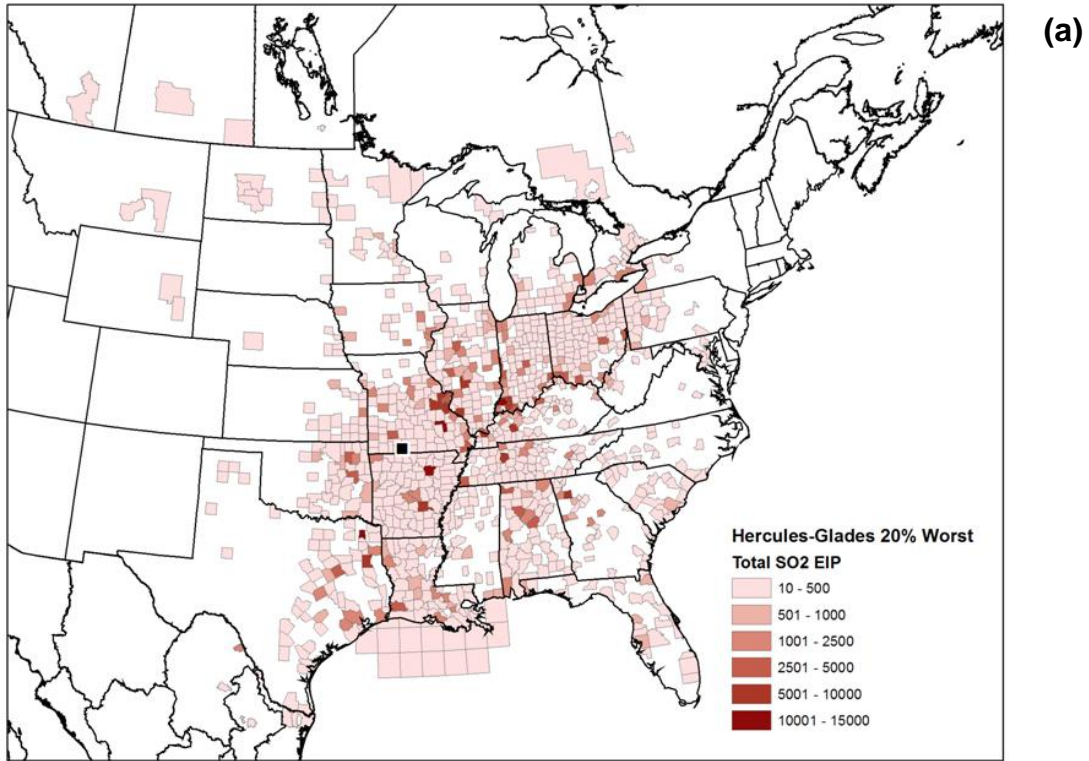 (a)
Hercules-Glades 20% Worst
Total SO2 EIP
10 - 500
501 - 1000
1001 - 2500
2501 - 5000
5001 - 10000
10001 - 15000